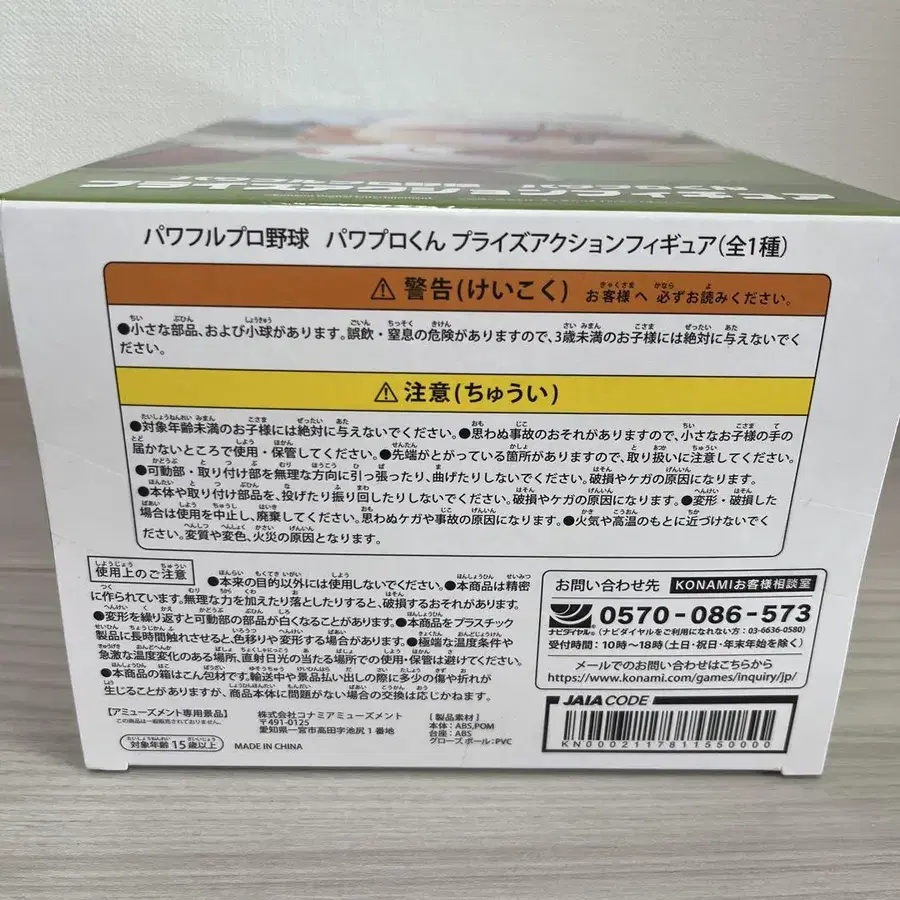 パワフルプロ野球 パワプロくん プライズアクションフィギュア(全1種)
⚠ 警告(けいこく) お客様へ 必ずお読みください。
●小さな部品、および小球があります。誤飲・窒息の危険がありますので、3歳未満のお子様には絶対に与えないでく
ださい。
⚠ 注意(ちゅうい)
●対象年齢未満のお子様には絶対に与えないでください。●思わぬ事故のおそれがありますので、小さなお子様の手の
届かないところで使用・保管してください。●先端がとがっている箇所がありますので、取り扱いに注意してください。
●可動部・取り付け部を無理な方向に引っ張ったり、曲げたりしないでください。破損やケガの原因になります。
●本体や取り付け部品を、投げたり振り回したりしないでください。破損やケガの原因になります。●変形・破損した
場合は使用を中止し、廃棄してください。思わぬケガや事故の原因になります。●火気や高温のもとに近づけないでく
ださい。変質や変色、火災の原因となります。
使用上のご注意 ●本来の目的以外には使用しないでください。●本商品は精密
に作られています。無理な力を加えたり落としたりすると、破損するおそれがあります。
●変形を繰り返すと可動部の部品が白くなることがあります。●本商品をプラスチック
製品に長時間触れさせると、色移りや変形する場合があります。●極端な温度条件や
急激な温度変化のある場所、直射日光の当たる場所での使用・保管は避けてください。
●本商品の箱はこん包材です。輸送中や景品払い出しの際に多少の傷や折れが
生じることがありますが、商品本体に問題がない場合の交換は応じかねます。
【アミューズメント専用景品】
この商品は一般販売されておりません。
対象年齢15歳以上
株式会社コナミアミューズメント
〒491-0125
愛知県一宮市高田字池尻1番地
MADE IN CHINA
[製品素材]
本体:ABS,POM
台座:ABS
グローズボール:PVC
お問い合わせ先 KONAMIお客様相談室
ナビダイヤル® 0570-086-573
(ナビダイヤルをご利用になれない方:03-6636-0580)
受付時間:10時〜18時(土日・祝日・年末年始を除く)
メールでのお問い合わせはこちらから
https://www.konami.com/games/inquiry/jp/
JAIA CODE
KN00021178115500​00